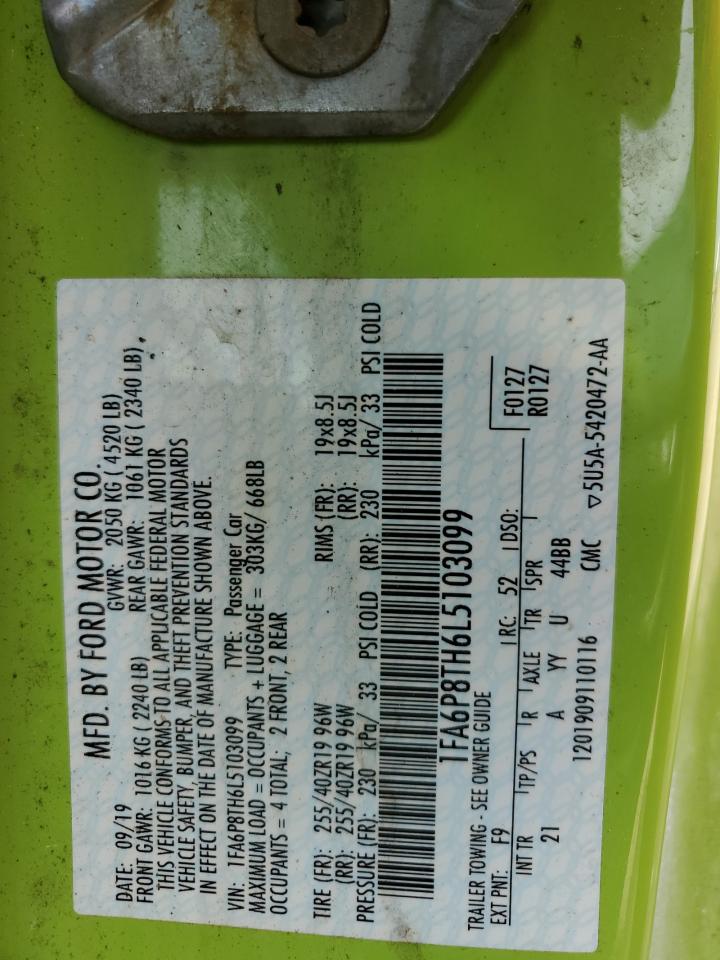 MFD. BY FORD MOTOR CO.
DATE: 09/19 GVWR: 2050 KG ( 4520 LB)
FRONT GAWR: 1016 KG ( 2240 LB) REAR GAWR: 1061 KG ( 2340 LB)
THIS VEHICLE CONFORMS TO ALL APPLICABLE FEDERAL MOTOR
VEHICLE SAFETY, BUMPER, AND THEFT PREVENTION STANDARDS
IN EFFECT ON THE DATE OF MANUFACTURE SHOWN ABOVE.
VIN: 1FA6P8TH6L5103099 TYPE: Passenger Car
MAXIMUM LOAD = OCCUPANTS + LUGGAGE = 303KG/ 668LB
OCCUPANTS = 4 TOTAL; 2 FRONT, 2 REAR
TIRE (FR): 255/40ZR19 96W RIMS (FR): 19x8.5J
(RR): 255/40ZR19 96W (RR): 19x8.5J
PRESSURE (FR): 230 kPa/ 33 PSI COLD (RR): 230 kPa/ 33 PSI COLD
1FA6P8TH6L5103099
TRAILER TOWING - SEE OWNER GUIDE F0127
EXT PNT: F9 RC: 52 DSO: R0127
INT TR TP/PS R AXLE TR SPR
21 A YY U 44BB
1201909110116 CMC ▽5U5A-5420472-AA